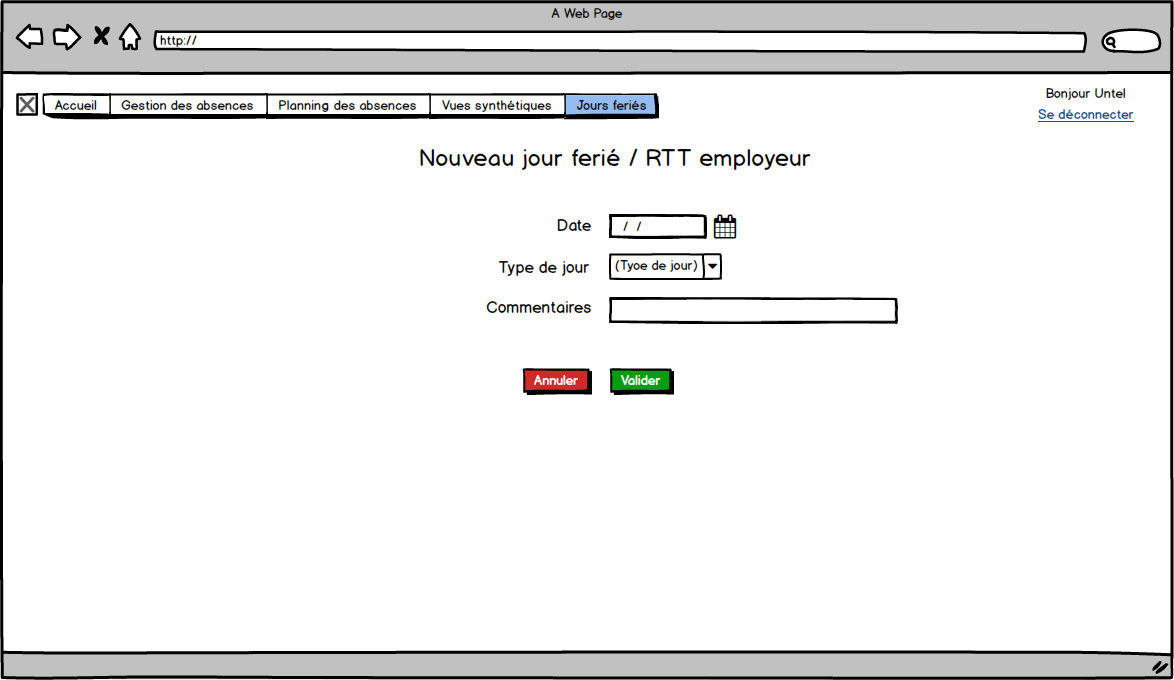 A Web Page
http://
Accueil Gestion des absences Planning des absences Vues synthétiques Jours feriés
Bonjour Untel
Se déconnecter
Nouveau jour ferié / RTT employeur
Date / /
Type de jour (Tyoe de jour)
Commentaires
Annuler Valider